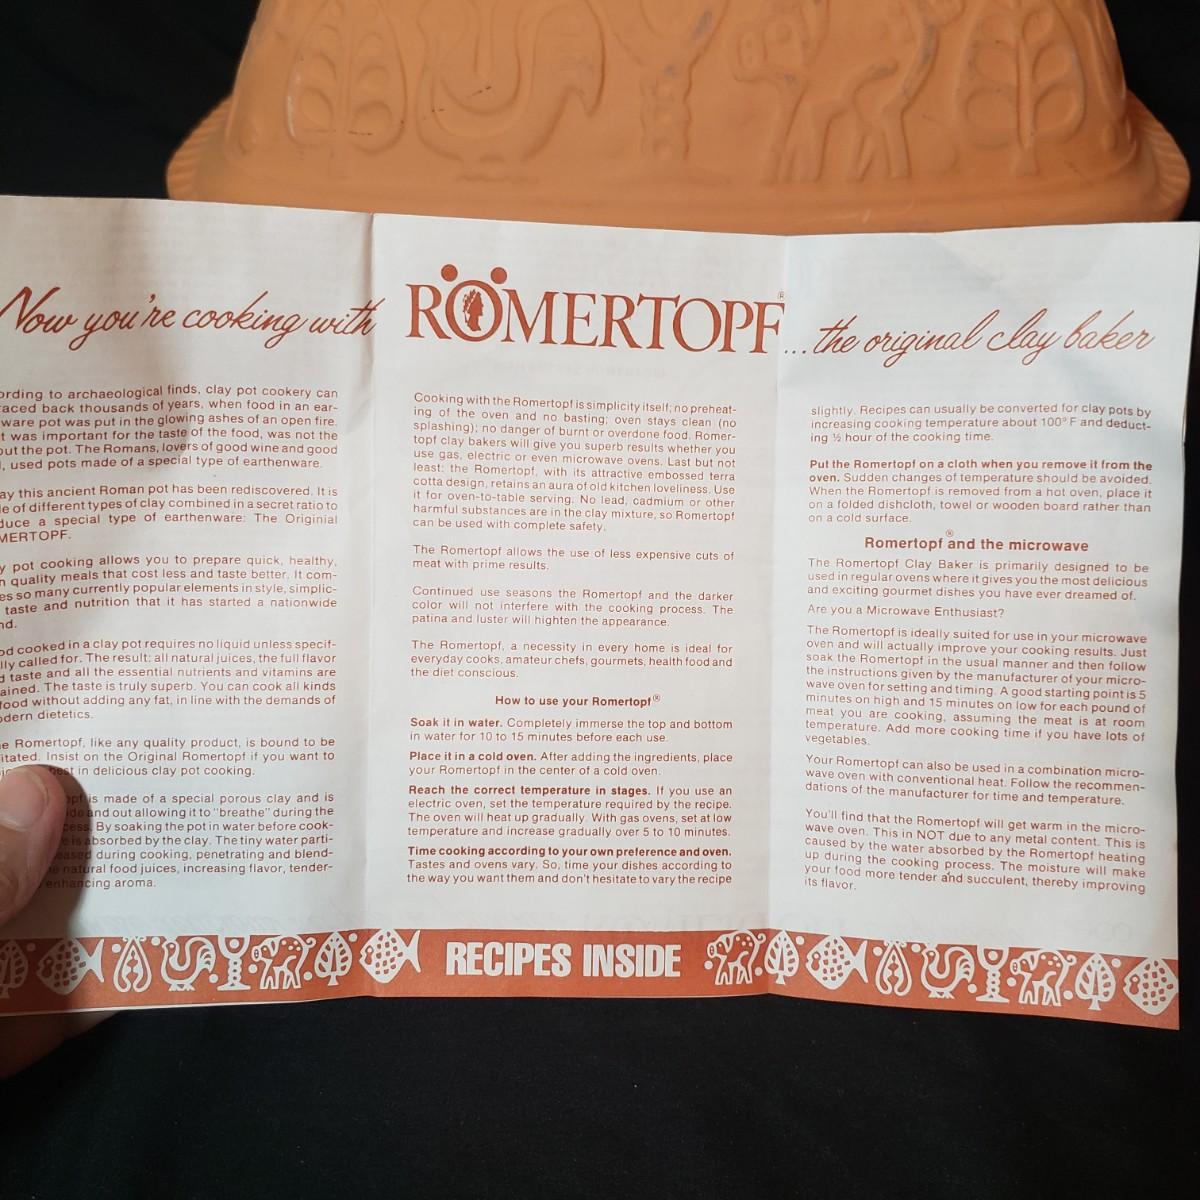 Now you're cooking with
RÖMERTOPF®
...the original clay baker
ording to archaeological finds, clay pot cookery can
raced back thousands of years, when food in an ear-
ware pot was put in the glowing ashes of an open fire.
t was important for the taste of the food, was not the
out the pot. The Romans, lovers of good wine and good
, used pots made of a special type of earthenware.
ay this ancient Roman pot has been rediscovered. It is
e of different types of clay combined in a secret ratio to
duce a special type of earthenware: The Originial
MERTOPF.
y pot cooking allows you to prepare quick, healthy,
h quality meals that cost less and taste better. It com-
es so many currently popular elements in style, simplic-
taste and nutrition that it has started a nationwide
nd.
od cooked in a clay pot requires no liquid unless specif-
lly called for. The result: all natural juices, the full flavor
d taste and all the essential nutrients and vitamins are
ained. The taste is truly superb. You can cook all kinds
food without adding any fat, in line with the demands of
odern dietetics.
e Romertopf, like any quality product, is bound to be
itated. Insist on the Original Romertopf if you want to
best in delicious clay pot cooking.
opf is made of a special porous clay and is
and out allowing it to "breathe" during the
cess. By soaking the pot in water before cook-
is absorbed by the clay. The tiny water parti-
eased during cooking, penetrating and blend-
natural food juices, increasing flavor, tender-
enhancing aroma.
Cooking with the Romertopf is simplicity itself; no preheat-
ing of the oven and no basting; oven stays clean (no
splashing); no danger of burnt or overdone food. Romer-
topf clay bakers will give you superb results whether you
use gas, electric or even microwave ovens. Last but not
least: the Romertopf, with its attractive embossed terra
cotta design, retains an aura of old kitchen loveliness. Use
it for oven-to-table serving. No lead, cadmium or other
harmful substances are in the clay mixture, so Romertopf
can be used with complete safety.
The Romertopf allows the use of less expensive cuts of
meat with prime results.
Continued use seasons the Romertopf and the darker
color will not interfere with the cooking process. The
patina and luster will highten the appearance.
The Romertopf, a necessity in every home is ideal for
everyday cooks, amateur chefs, gourmets, health food and
the diet conscious.
How to use your Romertopf®
Soak it in water. Completely immerse the top and bottom
in water for 10 to 15 minutes before each use.
Place it in a cold oven. After adding the ingredients, place
your Romertopf in the center of a cold oven.
Reach the correct temperature in stages. If you use an
electric oven, set the temperature required by the recipe.
The oven will heat up gradually. With gas ovens, set at low
temperature and increase gradually over 5 to 10 minutes.
Time cooking according to your own preference and oven.
Tastes and ovens vary. So, time your dishes according to
the way you want them and don't hesitate to vary the recipe
slightly. Recipes can usually be converted for clay pots by
increasing cooking temperature about 100°F and deduct-
ing ½ hour of the cooking time.
Put the Romertopf on a cloth when you remove it from the
oven. Sudden changes of temperature should be avoided.
When the Romertopf is removed from a hot oven, place it
on a folded dishcloth, towel or wooden board rather than
on a cold surface.
Romertopf® and the microwave
The Romertopf Clay Baker is primarily designed to be
used in regular ovens where it gives you the most delicious
and exciting gourmet dishes you have ever dreamed of.
Are you a Microwave Enthusiast?
The Romertopf is ideally suited for use in your microwave
oven and will actually improve your cooking results. Just
soak the Romertopf in the usual manner and then follow
the instructions given by the manufacturer of your micro-
wave oven for setting and timing. A good starting point is 5
minutes on high and 15 minutes on low for each pound of
meat you are cooking, assuming the meat is at room
temperature. Add more cooking time if you have lots of
vegetables.
Your Romertopf can also be used in a combination micro-
wave oven with conventional heat. Follow the recommen-
dations of the manufacturer for time and temperature.
You'll find that the Romertopf will get warm in the micro-
wave oven. This in NOT due to any metal content. This is
caused by the water absorbed by the Romertopf heating
up during the cooking process. The moisture will make
your food more tender and succulent, thereby improving
its flavor.
RECIPES INSIDE